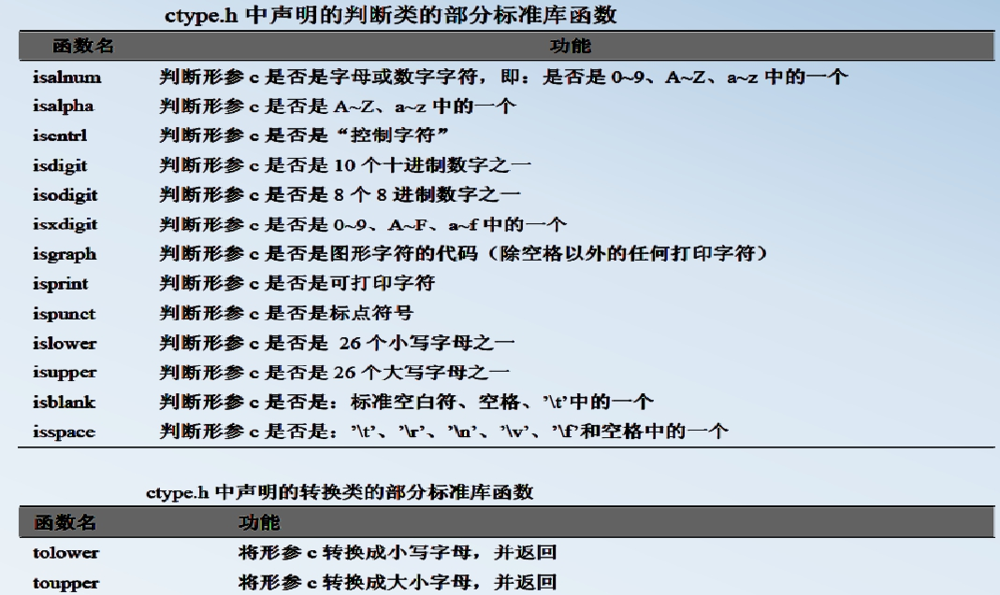 ctype.h 中声明的判断类的部分标准库函数
函数名 功能
isalnum 判断形参 c 是否是字母或数字字符，即：是否是 0~9、A~Z、a~z 中的一个
isalpha 判断形参 c 是否是 A~Z、a~z 中的一个
iscntrl 判断形参 c 是否是“控制字符”
isdigit 判断形参 c 是否是 10 个十进制数字之一
isodigit 判断形参 c 是否是 8 个 8 进制数字之一
isxdigit 判断形参 c 是否是 0~9、A~F、a~f 中的一个
isgraph 判断形参 c 是否是图形字符的代码（除空格以外的任何打印字符）
isprint 判断形参 c 是否是可打印字符
ispunct 判断形参 c 是否是标点符号
islower 判断形参 c 是否是 26 个小写字母之一
isupper 判断形参 c 是否是 26 个大写字母之一
isblank 判断形参 c 是否是：标准空白符、空格、’\t’中的一个
isspace 判断形参 c 是否是：’\t’、’\r’、’\n’、’\v’、’\f’和空格中的一个
ctype.h 中声明的转换类的部分标准库函数
函数名 功能
tolower 将形参 c 转换成小写字母，并返回
toupper 将形参 c 转换成大小字母，并返回